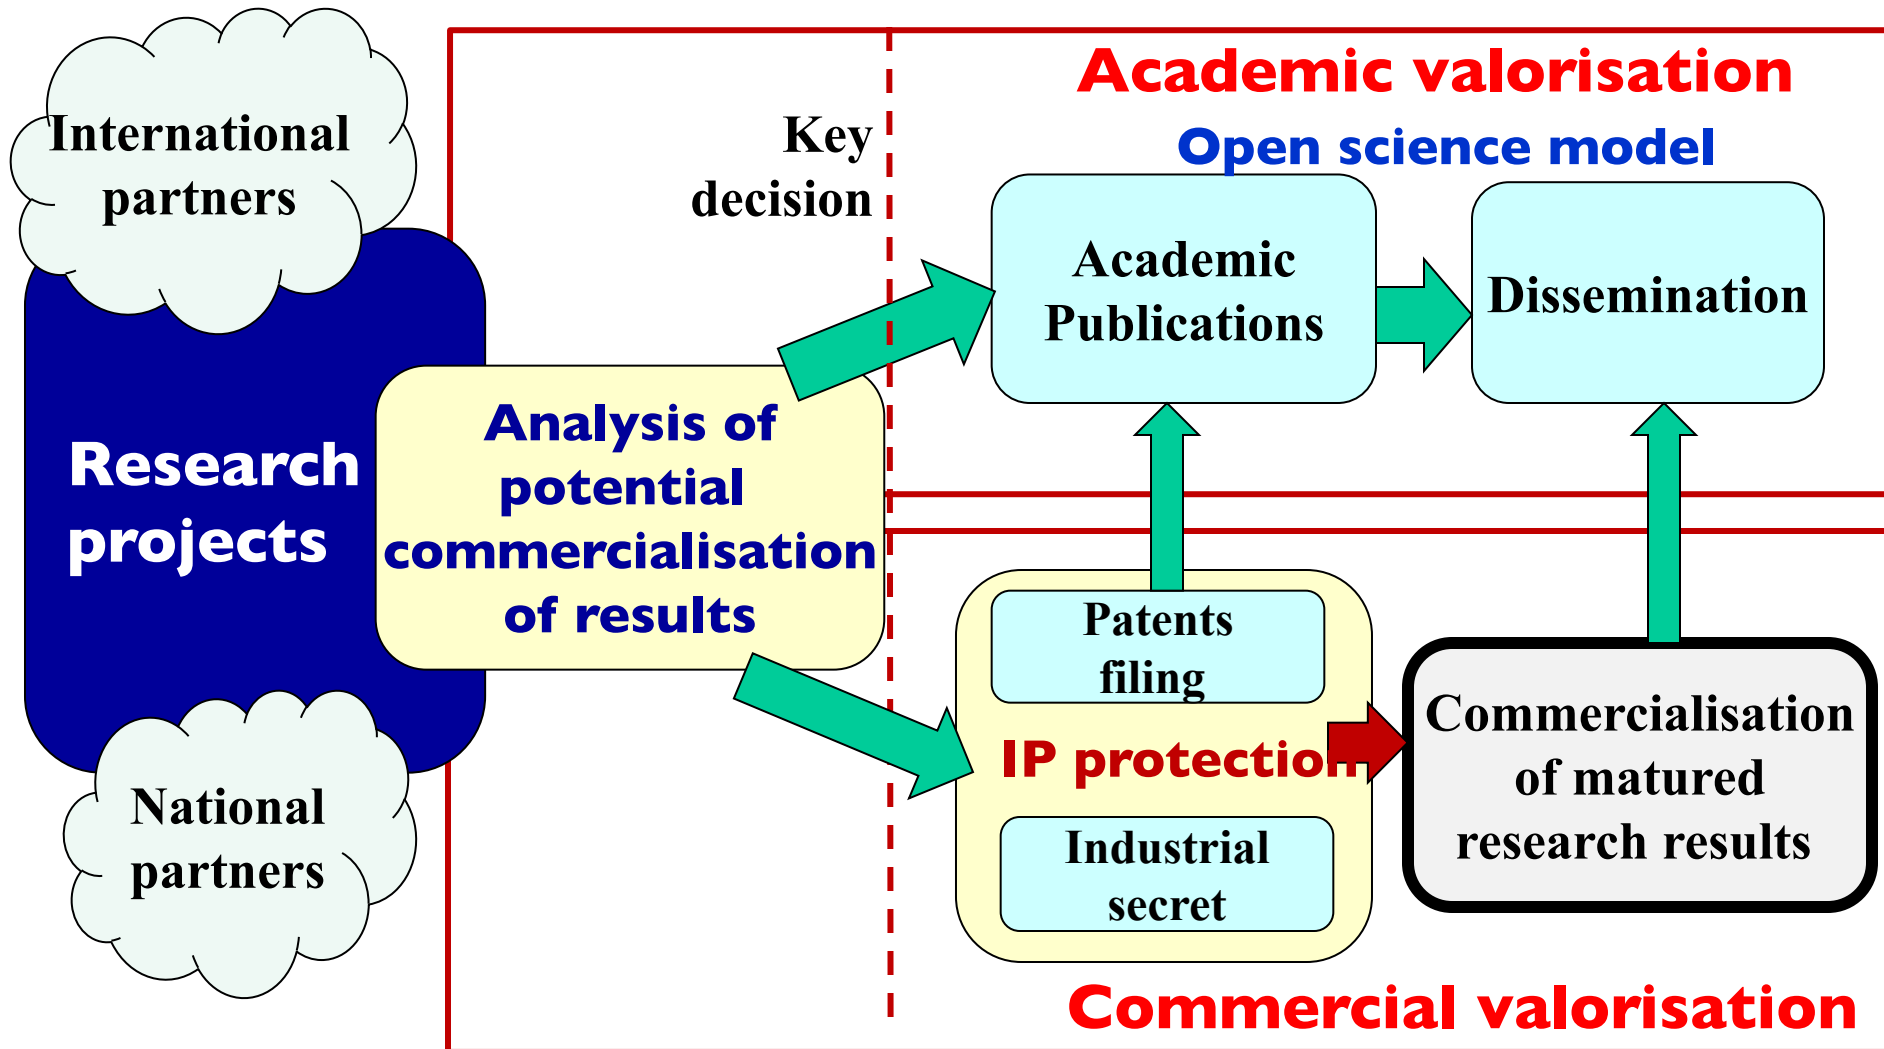 International
partners
Research
projects
National
partners
Key
decision
Analysis of
potential
commercialisation
of results
Academic valorisation
Open science model
Academic
Publications
Dissemination
Patents
filing
IP protection
Industrial
secret
Commercialisation
of matured
research results
Commercial valorisation